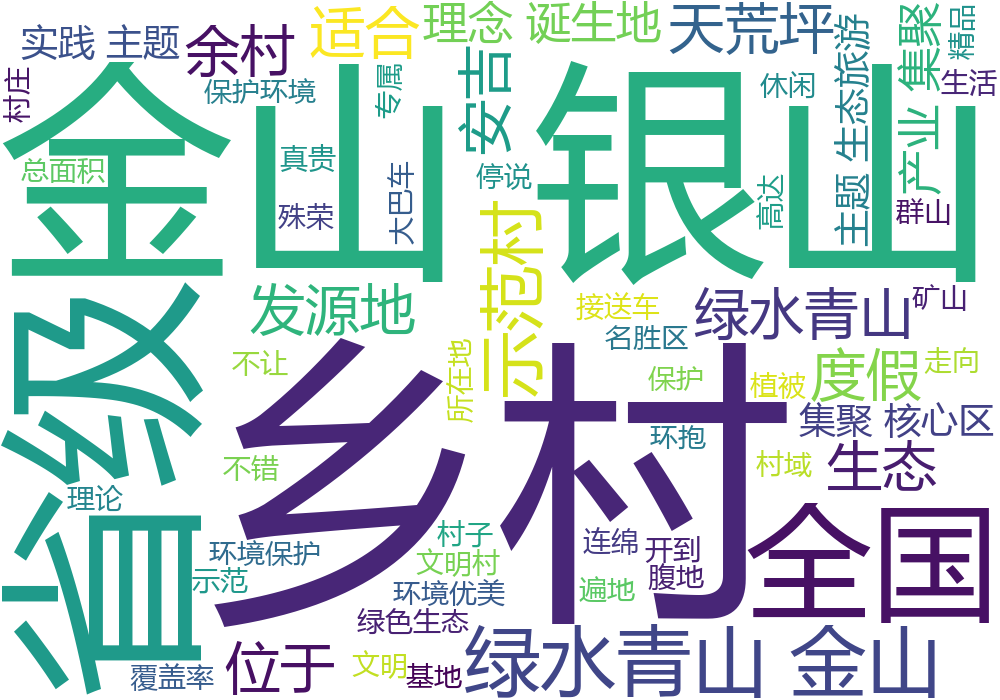 实践 主题
余村
适合
理念 诞生地
天荒坪
主题 生态旅游
集聚
精品
村庄
保护环境
专属
安吉
休闲
生活
金山 银山
总面积
真贵
停说
产业
殊荣
大巴车
高达
群山
省级
发源地
示范村
接送车
绿水青山
矿山
名胜区
不让
所在地
保护
植被
度假
走向
乡村
集聚 核心区
环抱
不错
村域
生态
理论
全国
环境保护
示范
村子
文明村
连绵
开到
腹地
环境优美
遍地
绿色生态
位于
文明
基地
绿水青山 金山
覆盖率